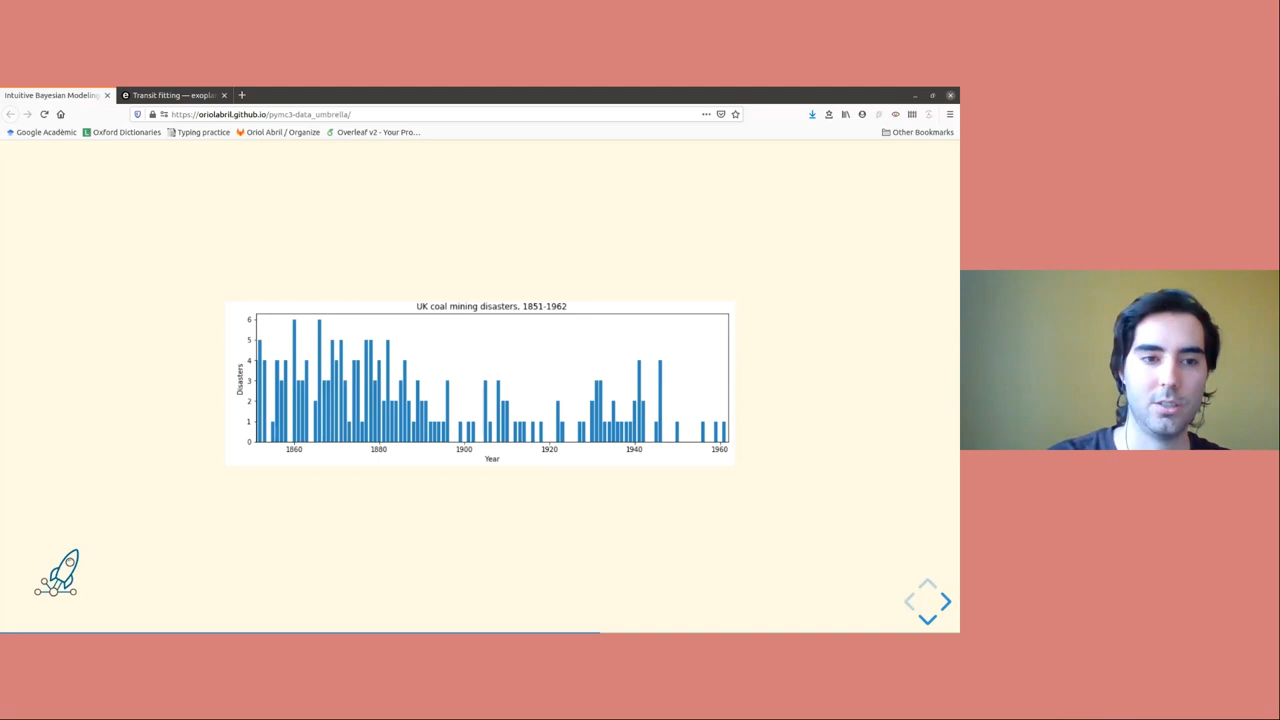 Intuitive Bayesian Modeling
Transit fitting — exopla
https://oriolabril.github.io/pymc3-data_umbrella/
Google Acadèmic
Oxford Dictionaries
Typing practice
Oriol Abril / Organize
Overleaf v2 - Your Pro…
Other Bookmarks
UK coal mining disasters, 1851-1962
Disasters
6
5
4
3
2
1
0
1860 1880 1900 1920 1940 1960
Year